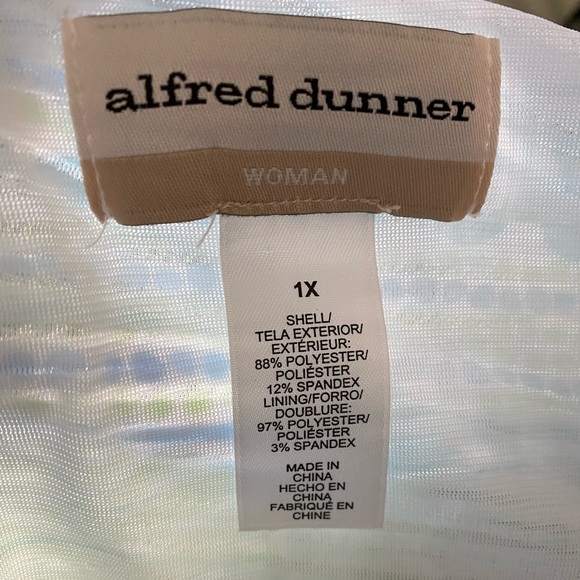 alfred dunner
WOMAN
1X
SHELL/
TELA EXTERIOR/
EXTÉRIEUR:
88% POLYESTER/
POLIÉSTER
12% SPANDEX
LINING/FORRO/
DOUBLURE:
97% POLYESTER/
POLIÉSTER
3% SPANDEX
MADE IN
CHINA
HECHO EN
CHINA
FABRIQUÉ EN
CHINE